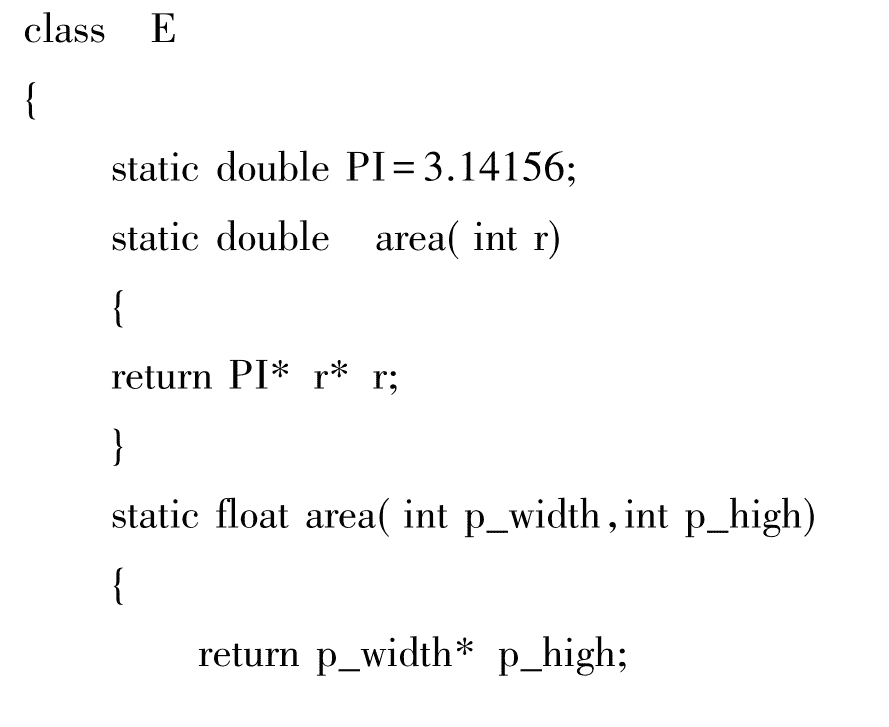 class E
{
static double PI=3.14156;
static double area( int r)
{
return PI* r* r;
}
static float area( int p_width,int p_high)
{
return p_width* p_high;